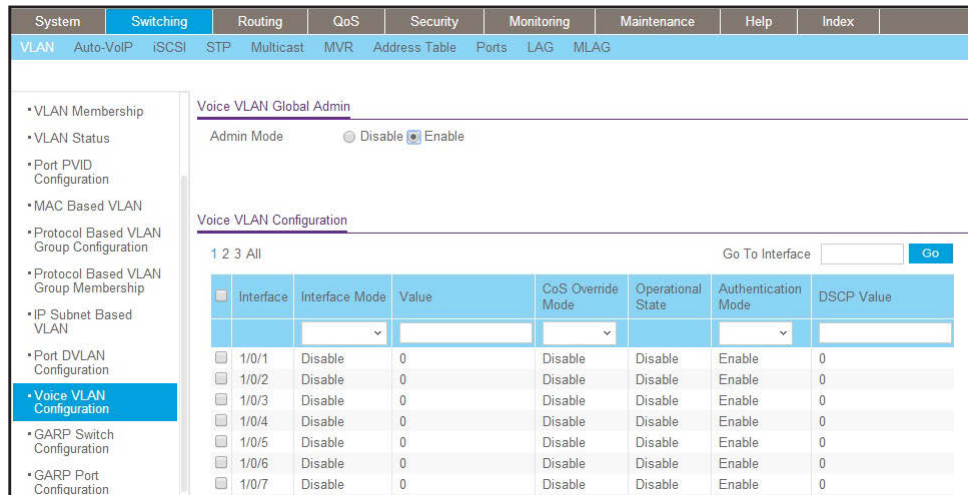 System Switching Routing QoS Security Monitoring Maintenance Help Index
VLAN Auto-VoIP iSCSI STP Multicast MVR Address Table Ports LAG MLAG
VLAN Membership
VLAN Status
Port PVID
Configuration
MAC Based VLAN
Protocol Based VLAN
Group Configuration
Protocol Based VLAN
Group Membership
IP Subnet Based
VLAN
Port DVLAN
Configuration
Voice VLAN
Configuration
GARP Switch
Configuration
GARP Port
Configuration
Voice VLAN Global Admin
Admin Mode Disable Enable
Voice VLAN Configuration
1 2 3 All Go To Interface Go
Interface Interface Mode Value CoS Override Mode Operational State Authentication Mode DSCP Value
1/0/1 Disable 0 Disable Disable Enable 0
1/0/2 Disable 0 Disable Disable Enable 0
1/0/3 Disable 0 Disable Disable Enable 0
1/0/4 Disable 0 Disable Disable Enable 0
1/0/5 Disable 0 Disable Disable Enable 0
1/0/6 Disable 0 Disable Disable Enable 0
1/0/7 Disable 0 Disable Disable Enable 0